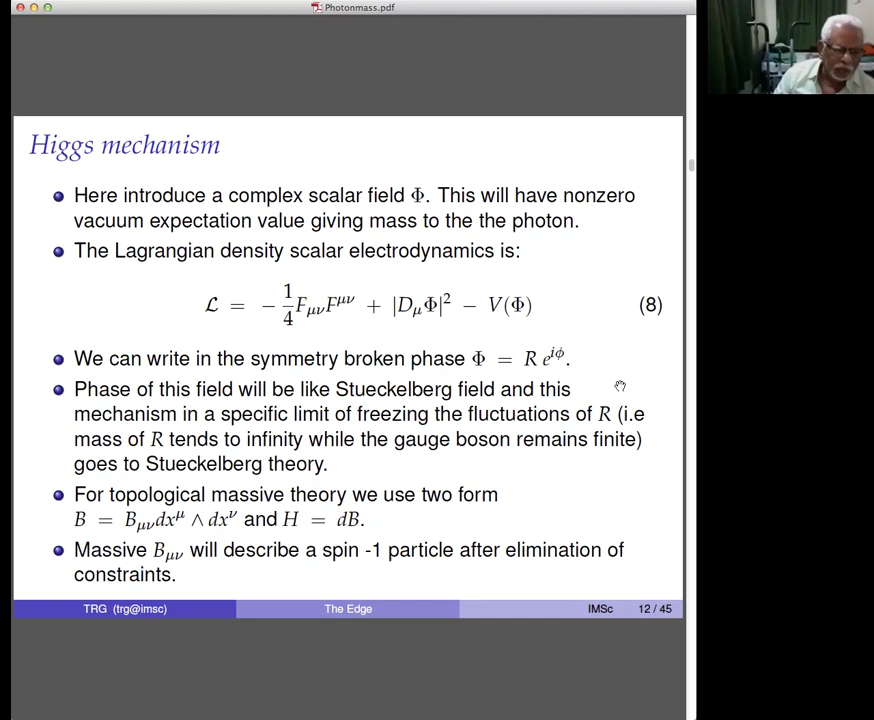 Photonmass.pdf
Higgs mechanism
Here introduce a complex scalar field Φ. This will have nonzero
vacuum expectation value giving mass to the the photon.
The Lagrangian density scalar electrodynamics is:
ℒ = − 1/4 F_{μν}F^{μν} + |D_μΦ|² − V(Φ) (8)
We can write in the symmetry broken phase Φ = R e^{iϕ}.
Phase of this field will be like Stueckelberg field and this
mechanism in a specific limit of freezing the fluctuations of R (i.e
mass of R tends to infinity while the gauge boson remains finite)
goes to Stueckelberg theory.
For topological massive theory we use two form
B = B_{μν}dx^μ ∧ dx^ν and H = dB.
Massive B_{μν} will describe a spin -1 particle after elimination of
constraints.
TRG (trg@imsc) The Edge IMSc 12 / 45